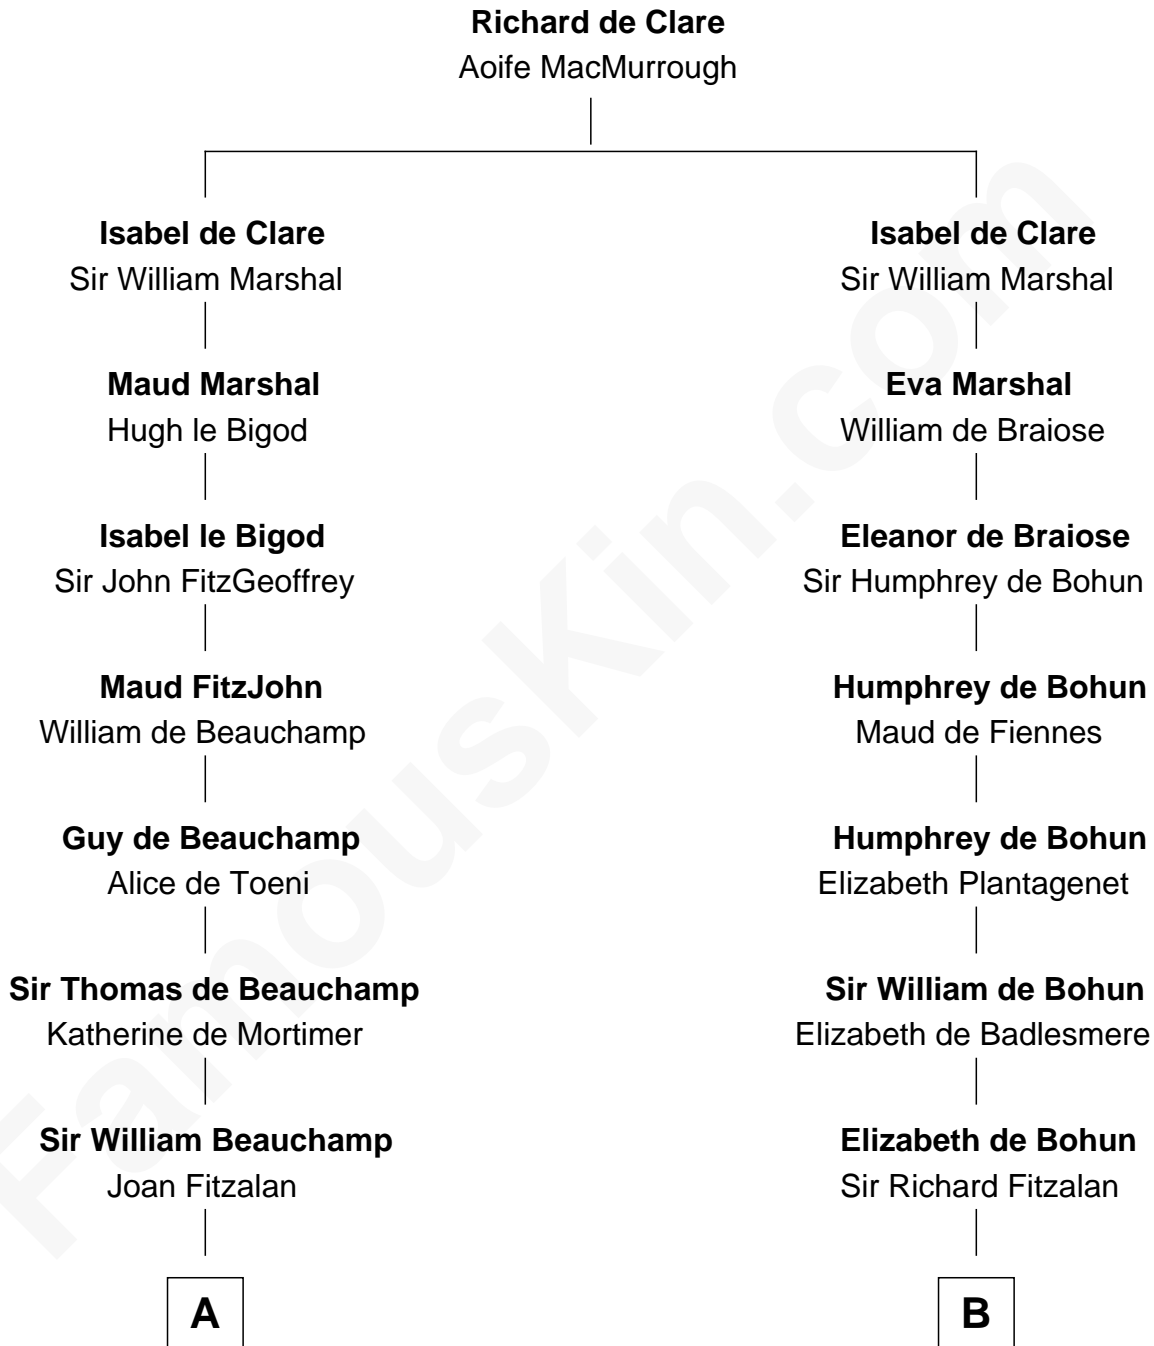 Richard de Clare
Aoife MacMurrough
Isabel de Clare
Sir William Marshal
Isabel de Clare
Sir William Marshal
Maud Marshal
Hugh le Bigod
Eva Marshal
William de Braiose
Isabel le Bigod
Sir John FitzGeoffrey
Eleanor de Braiose
Sir Humphrey de Bohun
Maud FitzJohn
William de Beauchamp
Humphrey de Bohun
Maud de Fiennes
Guy de Beauchamp
Alice de Toeni
Humphrey de Bohun
Elizabeth Plantagenet
Sir Thomas de Beauchamp
Katherine de Mortimer
Sir William de Bohun
Elizabeth de Badlesmere
Sir William Beauchamp
Joan Fitzalan
Elizabeth de Bohun
Sir Richard Fitzalan
A
B
FamousKin.com